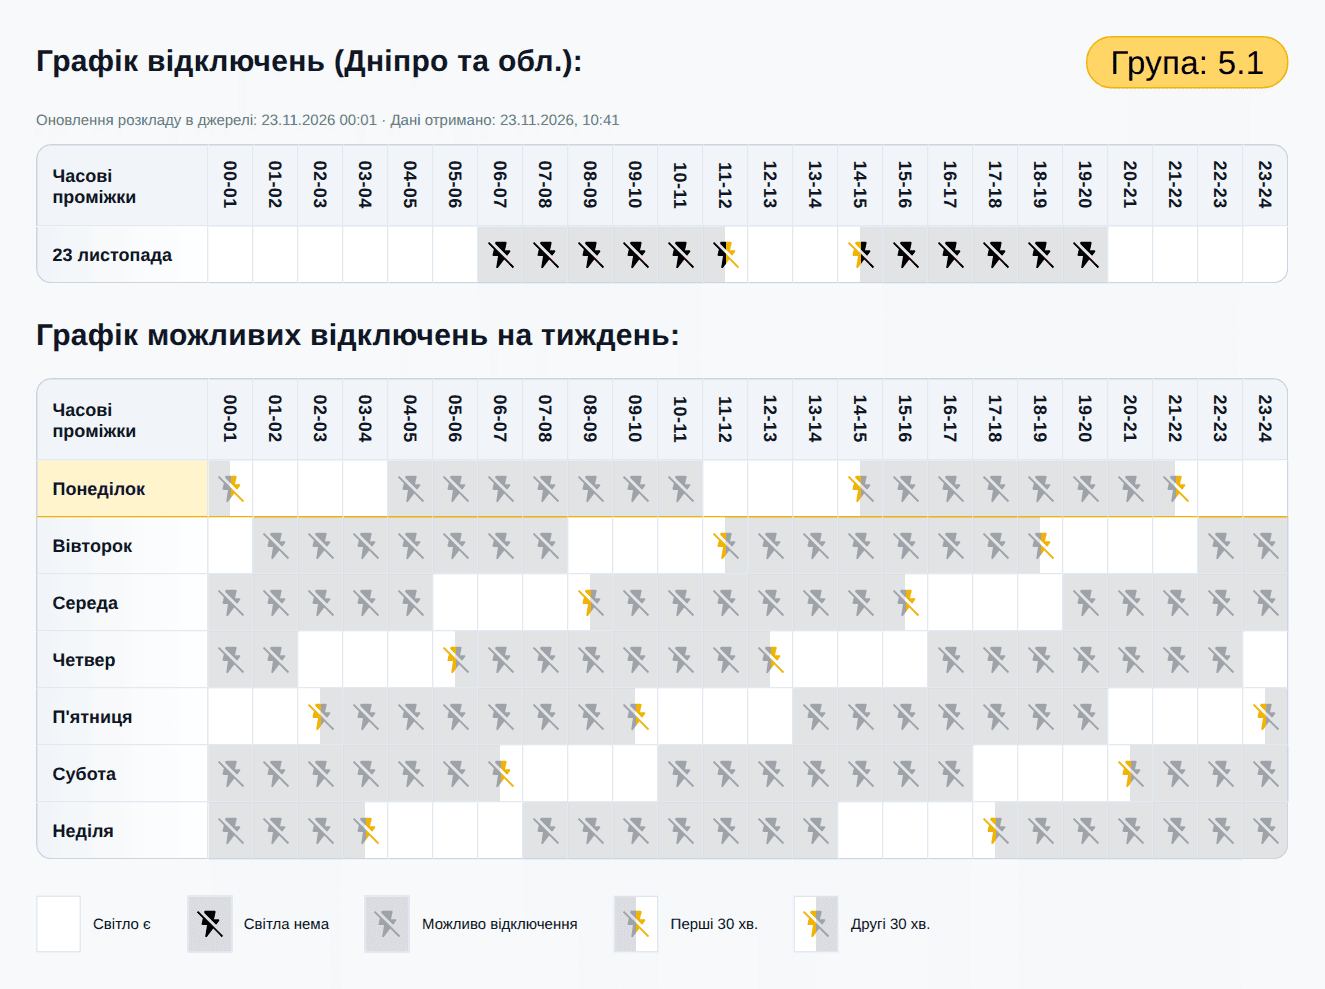 Графік відключень (Дніпро та обл.):
Група: 5.1
Оновлення розкладу в джерелі: 23.11.2026 00:01 · Дані отримано: 23.11.2026, 10:41
Часові проміжки 00-01 01-02 02-03 03-04 04-05 05-06 06-07 07-08 08-09 09-10 10-11 11-12 12-13 13-14 14-15 15-16 16-17 17-18 18-19 19-20 20-21 21-22 22-23 23-24
23 листопада
Графік можливих відключень на тиждень:
Часові проміжки 00-01 01-02 02-03 03-04 04-05 05-06 06-07 07-08 08-09 09-10 10-11 11-12 12-13 13-14 14-15 15-16 16-17 17-18 18-19 19-20 20-21 21-22 22-23 23-24
Понеділок
Вівторок
Середа
Четвер
П'ятниця
Субота
Неділя
Світло є Світла нема Можливо відключення Перші 30 хв. Другі 30 хв.